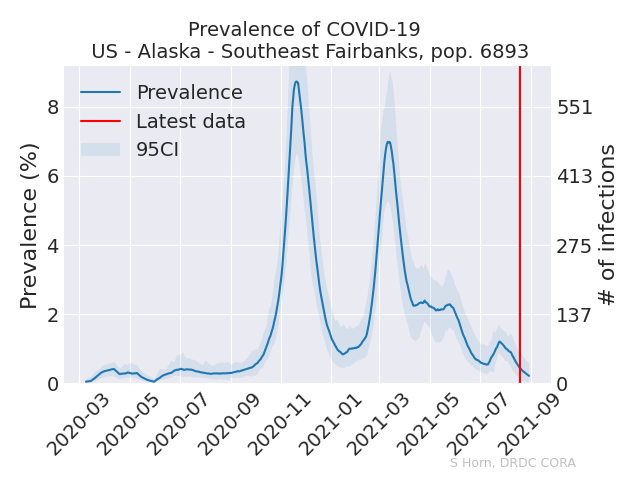 Prevalence of COVID-19
US - Alaska - Southeast Fairbanks, pop. 6893
Prevalence
Latest data
95CI
Prevalence (%)
8
6
4
2
0
551
413
275
137
0
# of infections
2020-03
2020-05
2020-07
2020-09
2020-11
2021-01
2021-03
2021-05
2021-07
2021-09
S Horn, DRDC CORA